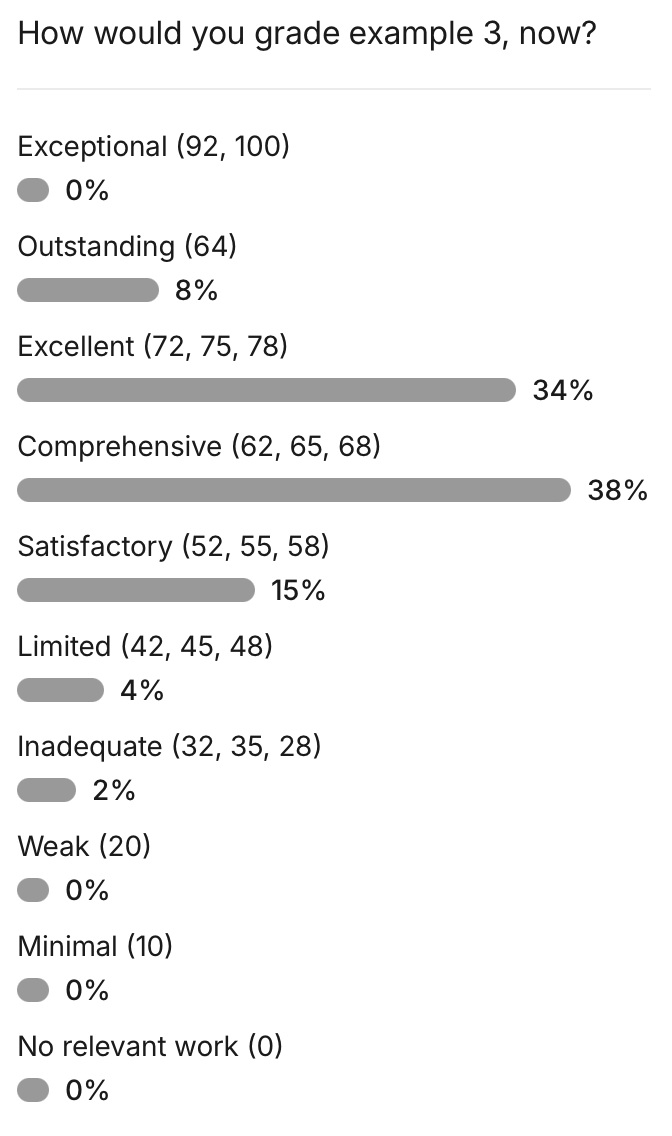 How would you grade example 3, now?
Exceptional (92, 100)
0%
Outstanding (64)
8%
Excellent (72, 75, 78)
34%
Comprehensive (62, 65, 68)
38%
Satisfactory (52, 55, 58)
15%
Limited (42, 45, 48)
4%
Inadequate (32, 35, 28)
2%
Weak (20)
0%
Minimal (10)
0%
No relevant work (0)
0%